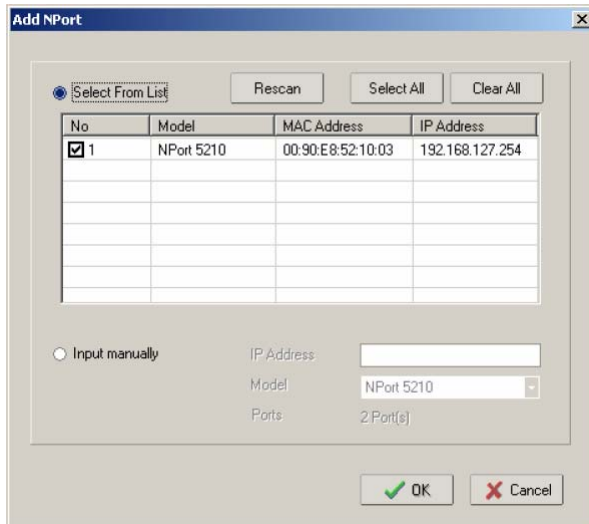 Add NPort
Select From List
Rescan
Select All
Clear All
No Model MAC Address IP Address
1 NPort 5210 00:90:E8:52:10:03 192.168.127.254
Input manually
IP Address
Model NPort 5210
Ports 2 Port(s)
OK
Cancel